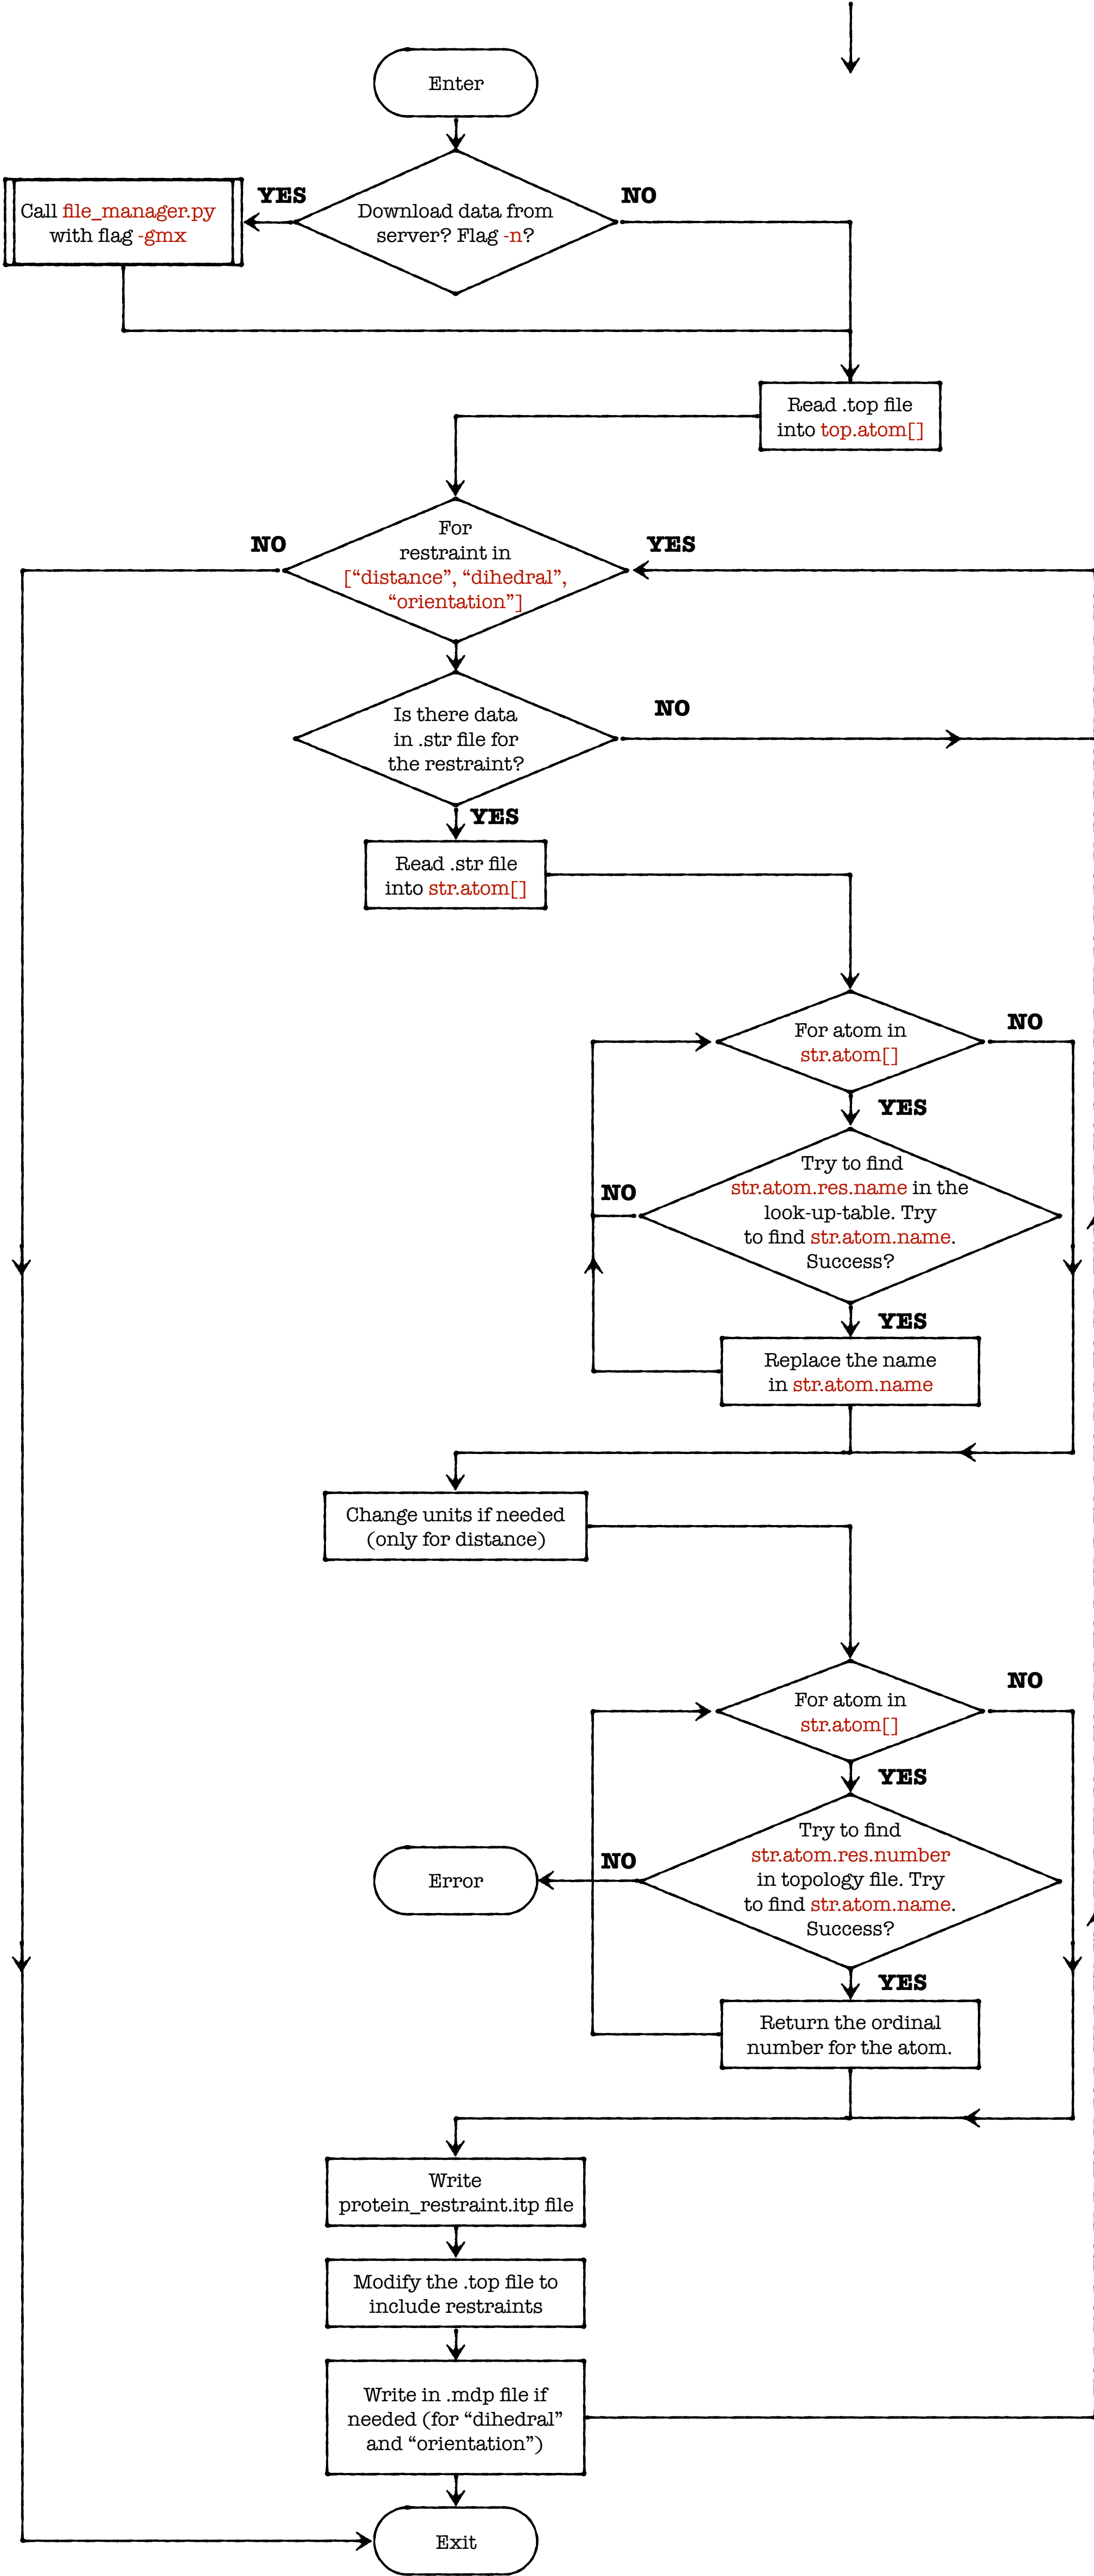 Enter
YES
NO
Call file_manager.py
with flag -gmx
Download data from
server? Flag -n?
Read .top file
into top.atom[]
NO
YES
For
restraint in
[“distance”, “dihedral”,
“orientation”]
NO
Is there data
in .str file for
the restraint?
YES
Read .str file
into str.atom[]
NO
For atom in
str.atom[]
YES
Try to find
str.atom.res.name in the
look-up-table. Try
to find str.atom.name.
Success?
NO
YES
Replace the name
in str.atom.name
Change units if needed
(only for distance)
NO
For atom in
str.atom[]
YES
Try to find
str.atom.res.number
in topology file. Try
to find str.atom.name.
Success?
NO
Error
YES
Return the ordinal
number for the atom.
Write
protein_restraint.itp file
Modify the .top file to
include restraints
Write in .mdp file if
needed (for “dihedral”
and “orientation”)
Exit